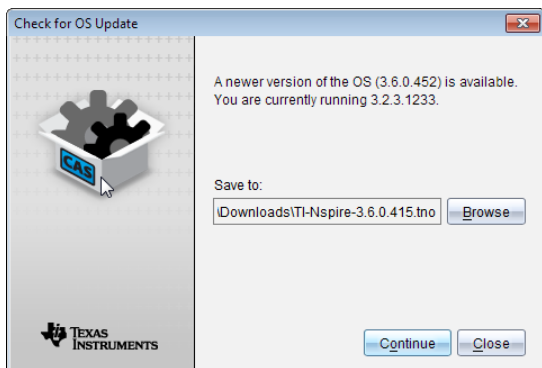 Check for OS Update
A newer version of the OS (3.6.0.452) is available.
You are currently running 3.2.3.1233.
CAS
Save to:
\Downloads\TI-Nspire-3.6.0.415.tno
Browse
TEXAS
INSTRUMENTS
Continue
Close